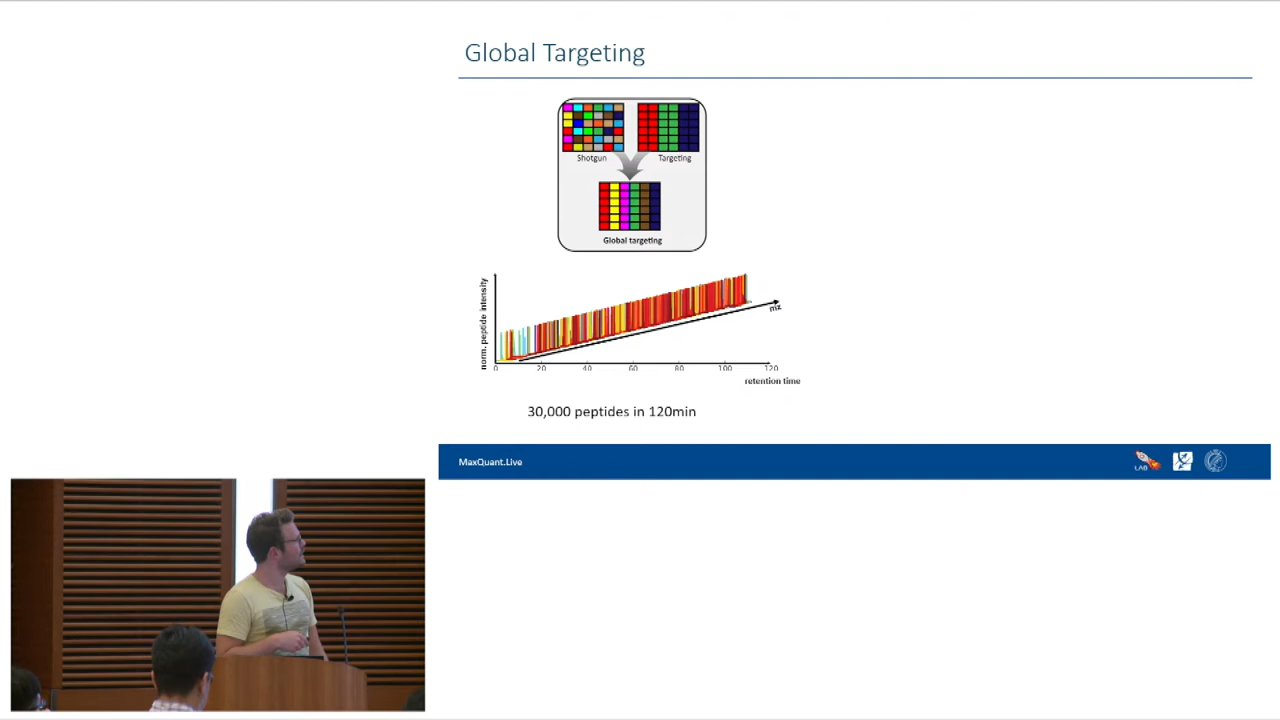 Global Targeting
Shotgun
Targeting
Global targeting
norm. peptide intensity
m/z
0 20 40 60 80 100 120
retention time
30,000 peptides in 120min
MaxQuant.Live
LAB